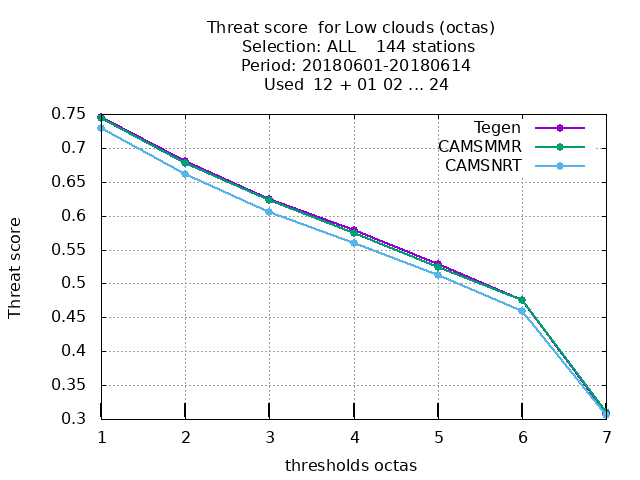 Threat score  for Low clouds (octas)
Selection: ALL    144 stations
Period: 20180601-20180614
Used  12 + 01 02 ... 24
Threat score
0.75
0.7
0.65
0.6
0.55
0.5
0.45
0.4
0.35
0.3
Tegen
CAMSMMR
CAMSNRT
1 2 3 4 5 6 7
thresholds octas